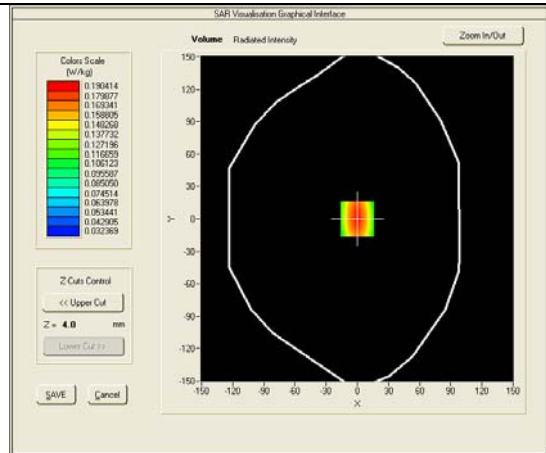 SAR Visualisation Graphical Interface
Volume Radiated Intensity
Zoom In/Out
Colors Scale
(W/kg)
0.190414
0.179877
0.169341
0.158805
0.148268
0.137732
0.127196
0.116659
0.106123
0.095587
0.085050
0.074514
0.063978
0.053441
0.042905
0.032369
Z Cuts Control
<< Upper Cut
Z = 4.0 mm
Lower Cut >>
SAVE
Cancel
150
120
90
60
30
0
-30
-60
-90
-120
-150
Y
-150 -120 -90 -60 -30 0 30 60 90 120 150
X